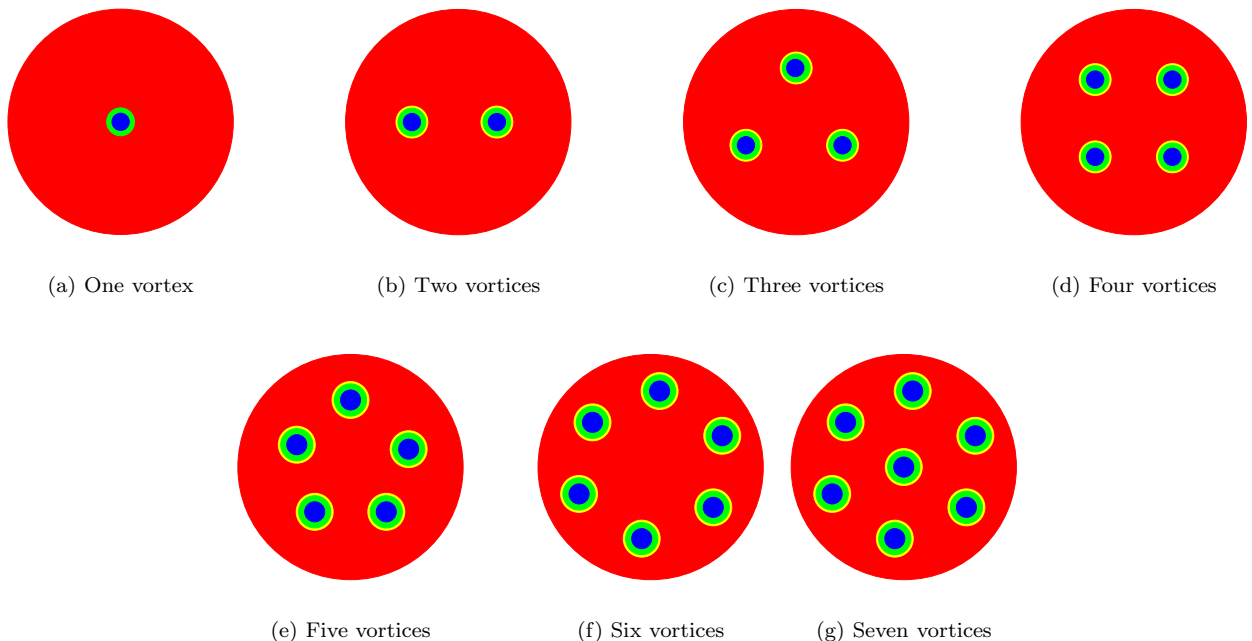 (a) One vortex
(b) Two vortices
(c) Three vortices
(d) Four vortices
(e) Five vortices
(f) Six vortices
(g) Seven vortices